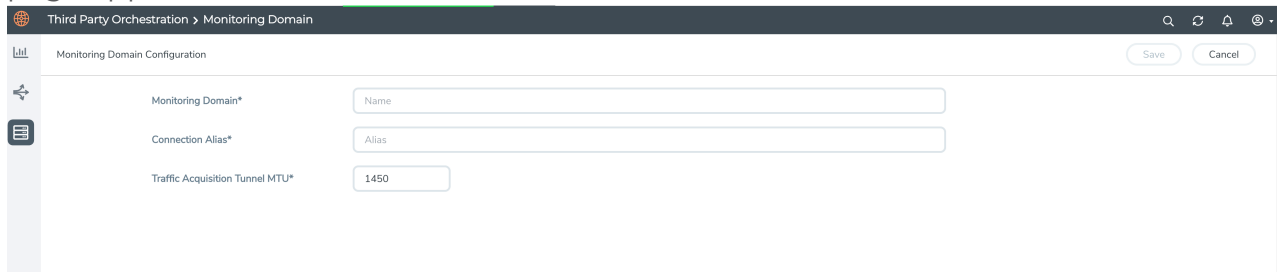 Third Party Orchestration > Monitoring Domain
Monitoring Domain Configuration
Save
Cancel
Monitoring Domain*
Name
Connection Alias*
Alias
Traffic Acquisition Tunnel MTU*
1450